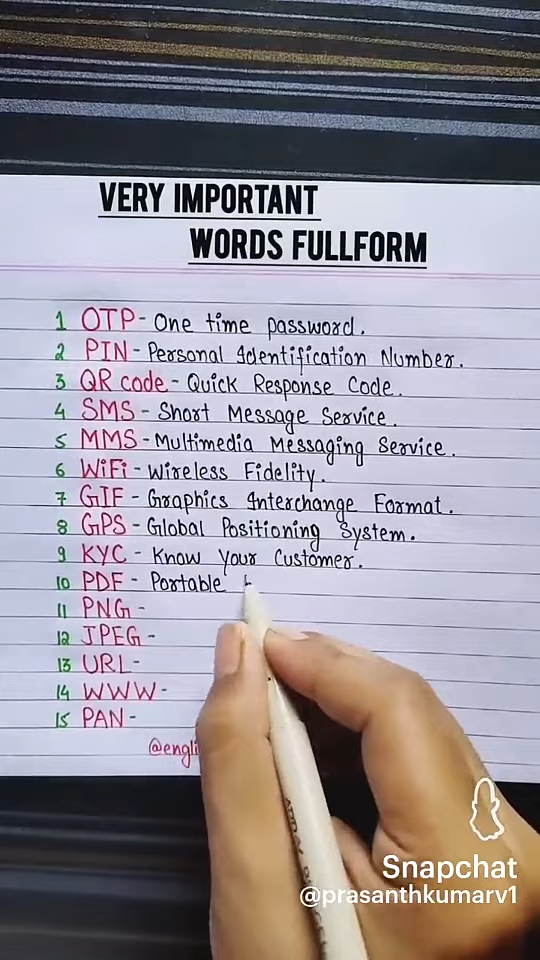 VERY IMPORTANT
WORDS FULLFORM
1 OTP - One time password.
2 PIN - Personal Identification Number.
3 QR code - Quick Response Code.
4 SMS - Short Message Service.
5 MMS - Multimedia Messaging Service.
6 WiFi - Wireless Fidelity.
7 GIF - Graphics Interchange Format.
8 GPS - Global Positioning System.
9 KYC - Know Your Customer.
10 PDF - Portable
11 PNG -
12 JPEG -
13 URL -
14 WWW -
15 PAN -
@engli
Snapchat
@prasanthkumarv1